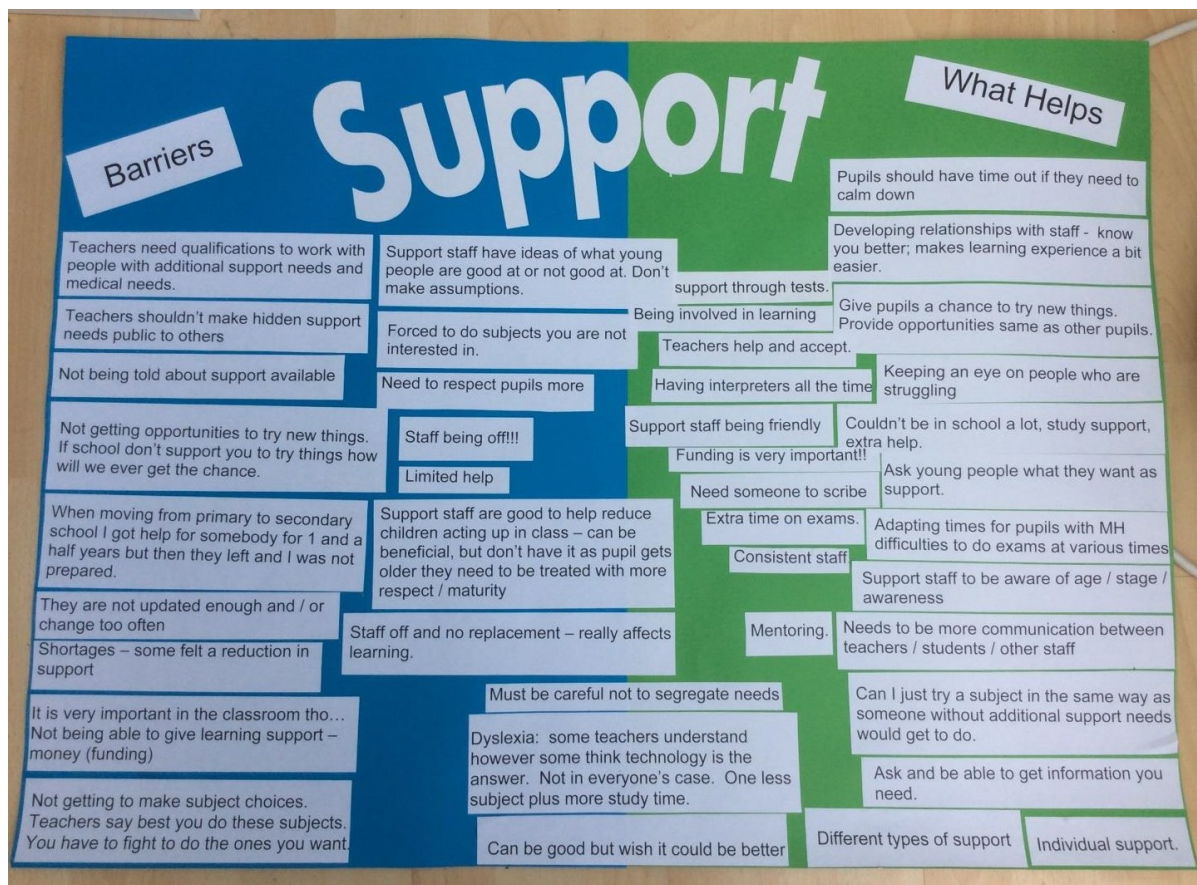 Support
Barriers
What Helps
Teachers need qualifications to work with
people with additional support needs and
medical needs.
Teachers shouldn't make hidden support
needs public to others
Not being told about support available
Not getting opportunities to try new things.
If school don't support you to try things how
will we ever get the chance.
When moving from primary to secondary
school I got help for somebody for 1 and a
half years but then they left and I was not
prepared.
They are not updated enough and / or
change too often
Shortages – some felt a reduction in
support
It is very important in the classroom tho…
Not being able to give learning support –
money (funding)
Not getting to make subject choices.
Teachers say best you do these subjects.
You have to fight to do the ones you want.
Support staff have ideas of what young
people are good at or not good at. Don't
make assumptions.
Forced to do subjects you are not
interested in.
Need to respect pupils more
Staff being off!!!
Limited help
Support staff are good to help reduce
children acting up in class – can be
beneficial, but don't have it as pupil gets
older they need to be treated with more
respect / maturity
Staff off and no replacement – really affects
learning.
Must be careful not to segregate needs
Dyslexia: some teachers understand
however some think technology is the
answer. Not in everyone's case. One less
subject plus more study time.
Can be good but wish it could be better
support through tests.
Being involved in learning
Teachers help and accept.
Having interpreters all the time
Support staff being friendly
Funding is very important!!
Need someone to scribe
Extra time on exams.
Consistent staff
Mentoring.
Pupils should have time out if they need to
calm down
Developing relationships with staff - know
you better; makes learning experience a bit
easier.
Give pupils a chance to try new things.
Provide opportunities same as other pupils.
Keeping an eye on people who are
struggling
Couldn't be in school a lot, study support,
extra help.
Ask young people what they want as
support.
Adapting times for pupils with MH
difficulties to do exams at various times
Support staff to be aware of age / stage /
awareness
Needs to be more communication between
teachers / students / other staff
Can I just try a subject in the same way as
someone without additional support needs
would get to do.
Ask and be able to get information you
need.
Different types of support
Individual support.